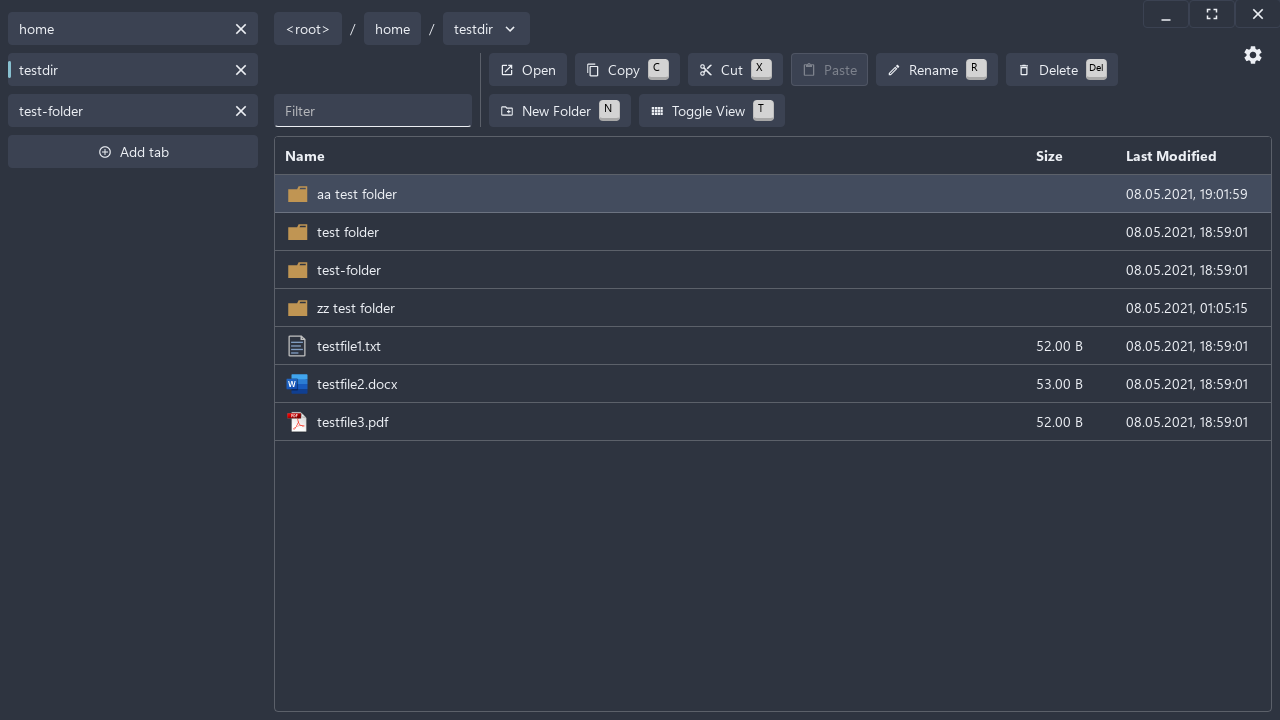 home
testdir
test-folder
Add tab
<root> / home / testdir
Open Copy C Cut X Paste Rename R Delete Del
Filter New Folder N Toggle View T
Name Size Last Modified
aa test folder 08.05.2021, 19:01:59
test folder 08.05.2021, 18:59:01
test-folder 08.05.2021, 18:59:01
zz test folder 08.05.2021, 01:05:15
testfile1.txt 52.00 B 08.05.2021, 18:59:01
W testfile2.docx 53.00 B 08.05.2021, 18:59:01
PDF testfile3.pdf 52.00 B 08.05.2021, 18:59:01